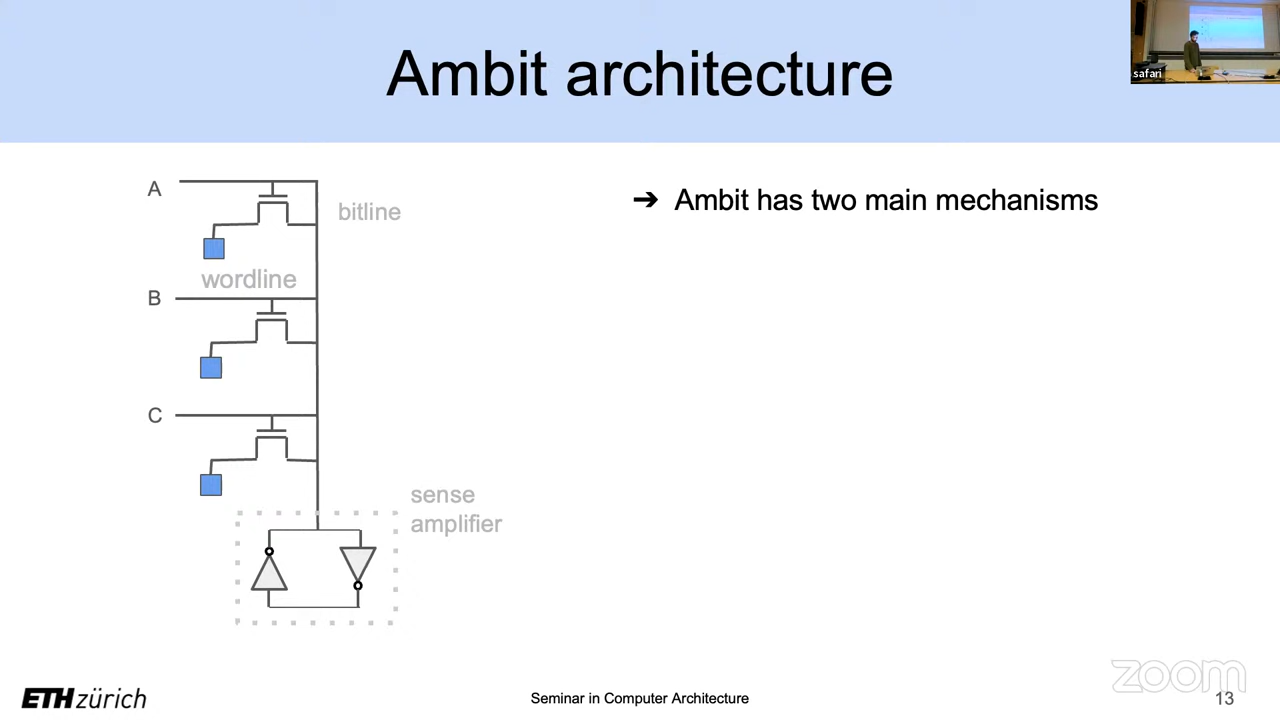 Ambit architecture
safari
A
bitline
➔ Ambit has two main mechanisms
wordline
B
C
sense
amplifier
ETH zürich
Seminar in Computer Architecture
zoom
13